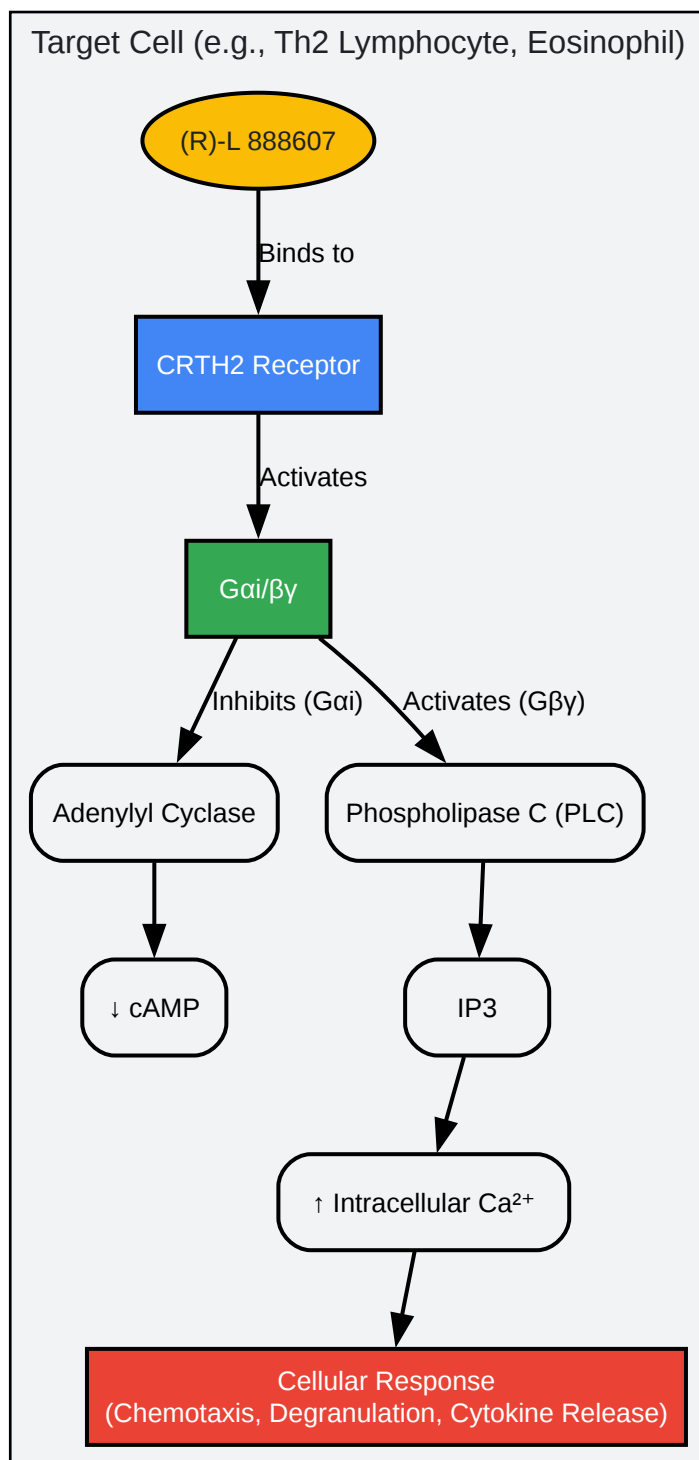 Target Cell (e.g., Th2 Lymphocyte, Eosinophil)
(R)-L 888607
Binds to
CRTH2 Receptor
Activates
Gαi/βγ
Inhibits (Gαi)
Activates (Gβγ)
Adenylyl Cyclase
Phospholipase C (PLC)
↓ cAMP
IP3
↑ Intracellular Ca²⁺
Cellular Response
(Chemotaxis, Degranulation, Cytokine Release)